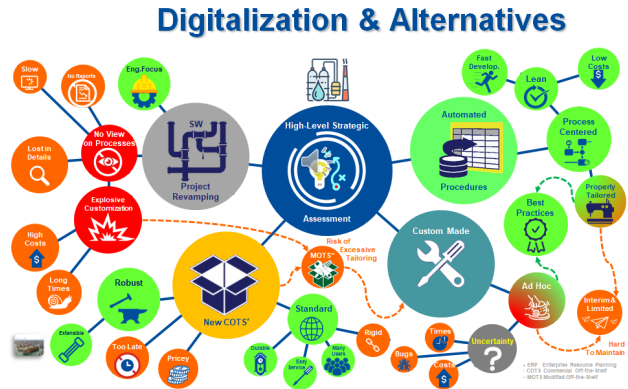 Digitalization & Alternatives
Slow
No Reports
Eng.Focus
Fast
Develop.
Lean
Low
Costs
No View
on Processes
SW
Project
Revamping
High-Level Strategic
Assessment
Automated
Procedures
Process
Centered
Lost in
Details
Explosive
Customization
Properly
Tailored
Best
Practices
High
Costs
Long
Times
MOTS**
Risk of
Excessive
Tailoring
Custom Made
Robust
New COTS*
Standard
Ad Hoc
Interim &
Limited
Extensible
Too Late
Pricey
Durable
Easy
Service
Many
Users
Rigid
Bugs
Times
Costs
Uncertainty
?
Hard
To Maintain
+ ERP Enterprise Resource Planning
* COTS Commercial Off-the-Shelf
** MOTS Modified Off-the-Shelf